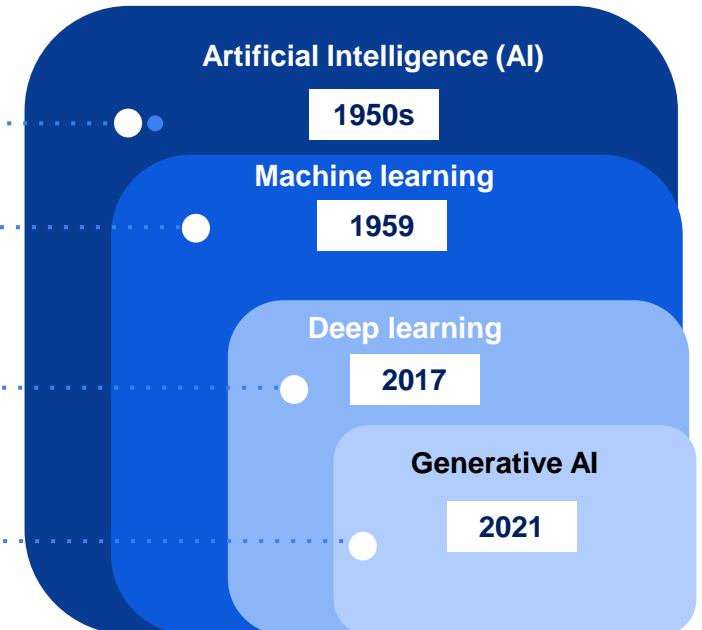 Artificial Intelligence (AI)
1950s
Machine learning
1959
Deep learning
2017
Generative AI
2021